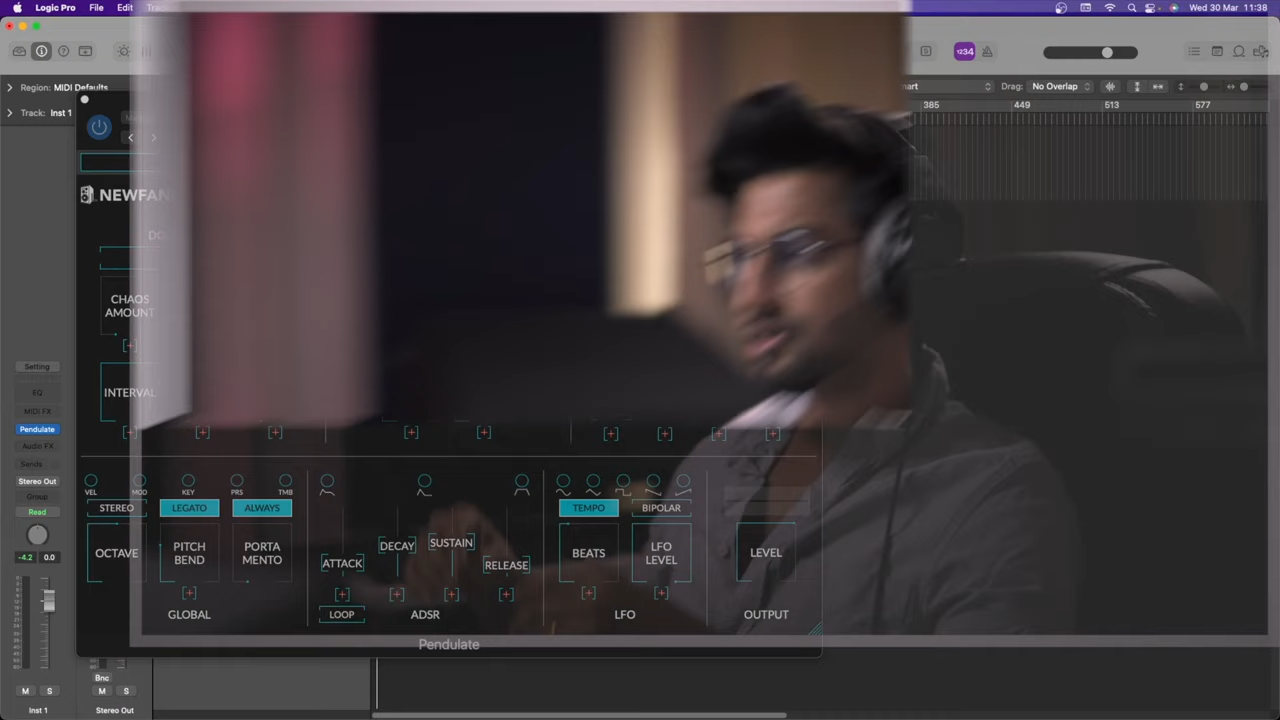 Logic Pro File Edit Wed 30 Mar 11:38
1234
Region: MIDI Defaults Drag: No Overlap
385 449 513 577
Track: Inst 1
NEWFAN
CHAOS
AMOUNT
INTERVAL
Setting
EQ
MIDI FX
Pendulate
Audio FX
Sends
Stereo Out
Group
Read
-4.2 0.0
VEL MOD KEY PRS TMB
STEREO LEGATO ALWAYS TEMPO BIPOLAR
OCTAVE PITCH BEND PORTA MENTO ATTACK DECAY SUSTAIN RELEASE BEATS LFO LEVEL LEVEL
GLOBAL LOOP ADSR LFO OUTPUT
Pendulate
Bnc
M S M S
Inst 1 Stereo Out